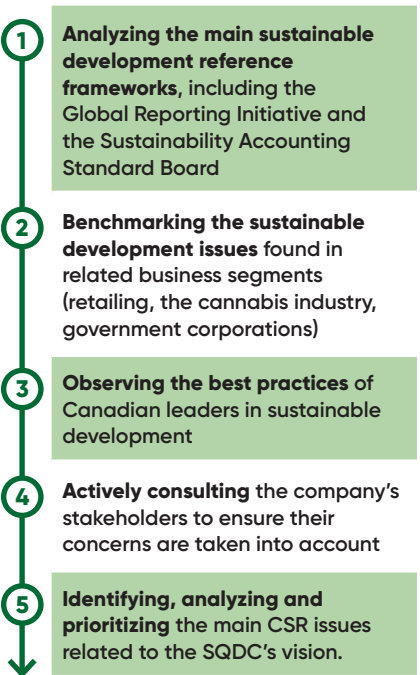 1
Analyzing the main sustainable
development reference
frameworks, including the
Global Reporting Initiative and
the Sustainability Accounting
Standard Board
2
Benchmarking the sustainable
development issues found in
related business segments
(retailing, the cannabis industry,
government corporations)
3
Observing the best practices of
Canadian leaders in sustainable
development
4
Actively consulting the company’s
stakeholders to ensure their
concerns are taken into account
5
Identifying, analyzing and
prioritizing the main CSR issues
related to the SQDC’s vision.